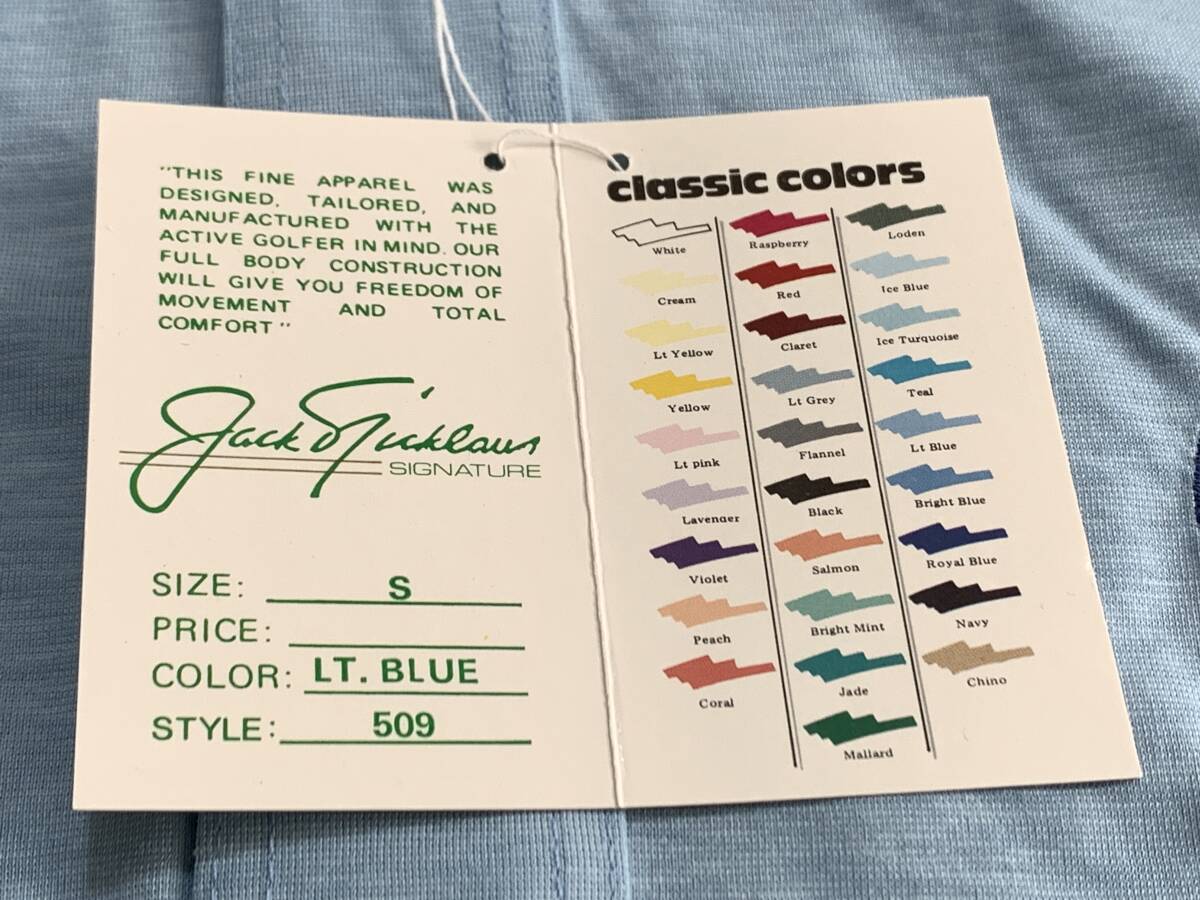 "THIS FINE APPAREL WAS
DESIGNED, TAILORED, AND
MANUFACTURED WITH THE
ACTIVE GOLFER IN MIND. OUR
FULL BODY CONSTRUCTION
WILL GIVE YOU FREEDOM OF
MOVEMENT AND TOTAL
COMFORT"
Jack Nicklaus
SIGNATURE
SIZE: S
PRICE:
COLOR: LT. BLUE
STYLE: 509
classic colors
White
Cream
Lt Yellow
Yellow
Lt pink
Lavender
Violet
Peach
Coral
Raspberry
Red
Claret
Lt Grey
Flannel
Black
Salmon
Bright Mint
Jade
Mallard
Loden
Ice Blue
Ice Turquoise
Teal
Lt Blue
Bright Blue
Royal Blue
Navy
Chino